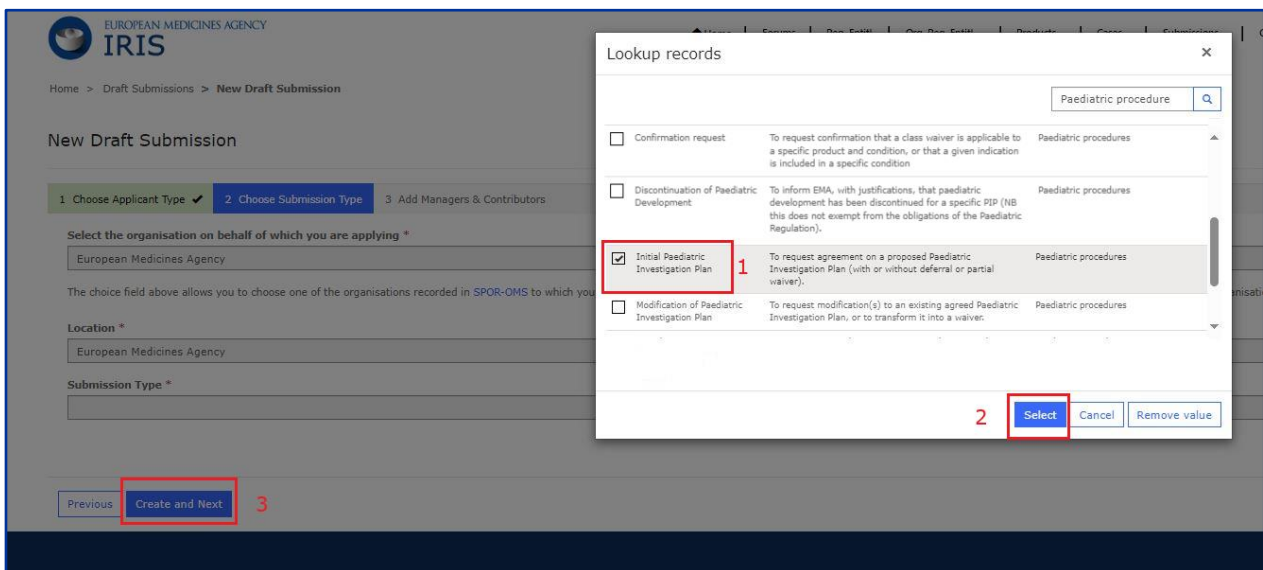 EUROPEAN MEDICINES AGENCY
IRIS
Home > Draft Submissions > New Draft Submission
New Draft Submission
1 Choose Applicant Type ✔ 2 Choose Submission Type 3 Add Managers & Contributors
Select the organisation on behalf of which you are applying *
European Medicines Agency
The choice field above allows you to choose one of the organisations recorded in SPOR-OMS to which you
Location *
European Medicines Agency
Submission Type *
Previous Create and Next 3
Lookup records ×
Paediatric procedure
Confirmation request
To request confirmation that a class waiver is applicable to
a specific product and condition, or that a given indication
is included in a specific condition
Paediatric procedures
Discontinuation of Paediatric
Development
To inform EMA, with justifications, that paediatric
development has been discontinued for a specific PIP (NB
this does not exempt from the obligations of the Paediatric
Regulation).
Paediatric procedures
Initial Paediatric
Investigation Plan
1
To request agreement on a proposed Paediatric
Investigation Plan (with or without deferral or partial
waiver).
Paediatric procedures
Modification of Paediatric
Investigation Plan
To request modification(s) to an existing agreed Paediatric
Investigation Plan, or to transform it into a waiver.
Paediatric procedures
2 Select Cancel Remove value